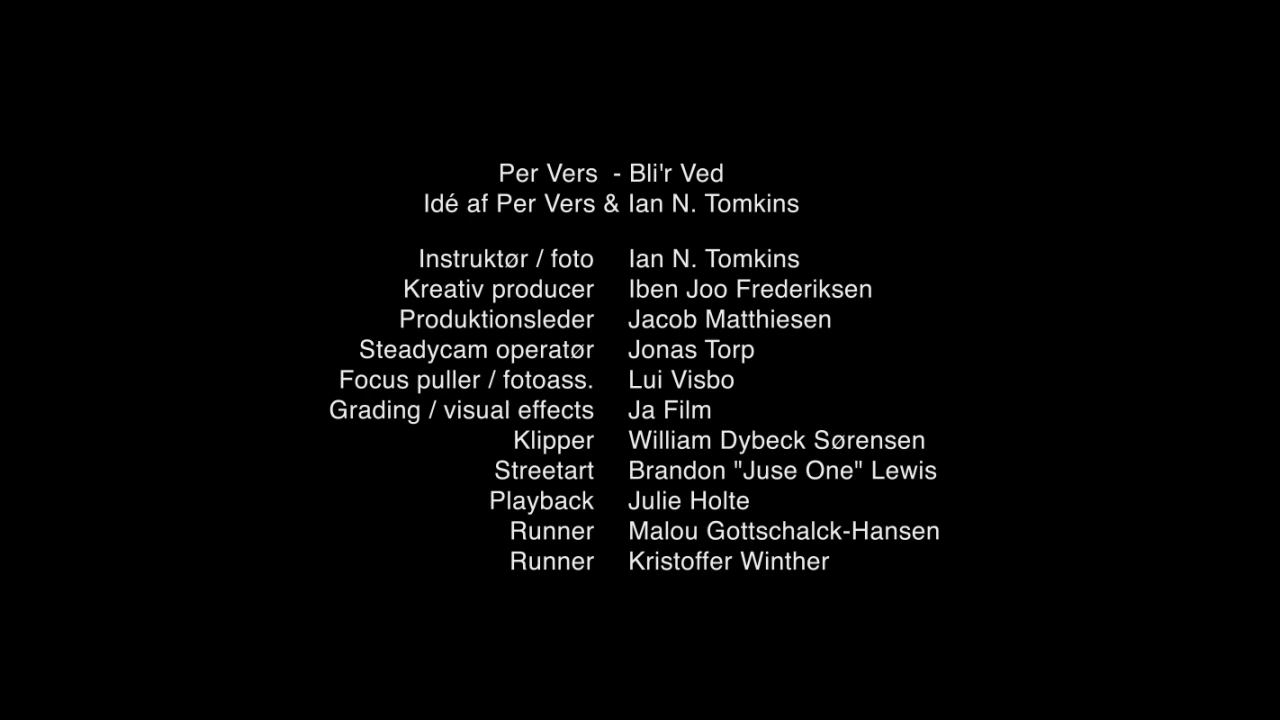 Per Vers  - Bli'r Ved
Idé af Per Vers & Ian N. Tomkins
Instruktør / foto Ian N. Tomkins
Kreativ producer Iben Joo Frederiksen
Produktionsleder Jacob Matthiesen
Steadycam operatør Jonas Torp
Focus puller / fotoass. Lui Visbo
Grading / visual effects Ja Film
Klipper William Dybeck Sørensen
Streetart Brandon "Juse One" Lewis
Playback Julie Holte
Runner Malou Gottschalck-Hansen
Runner Kristoffer Winther